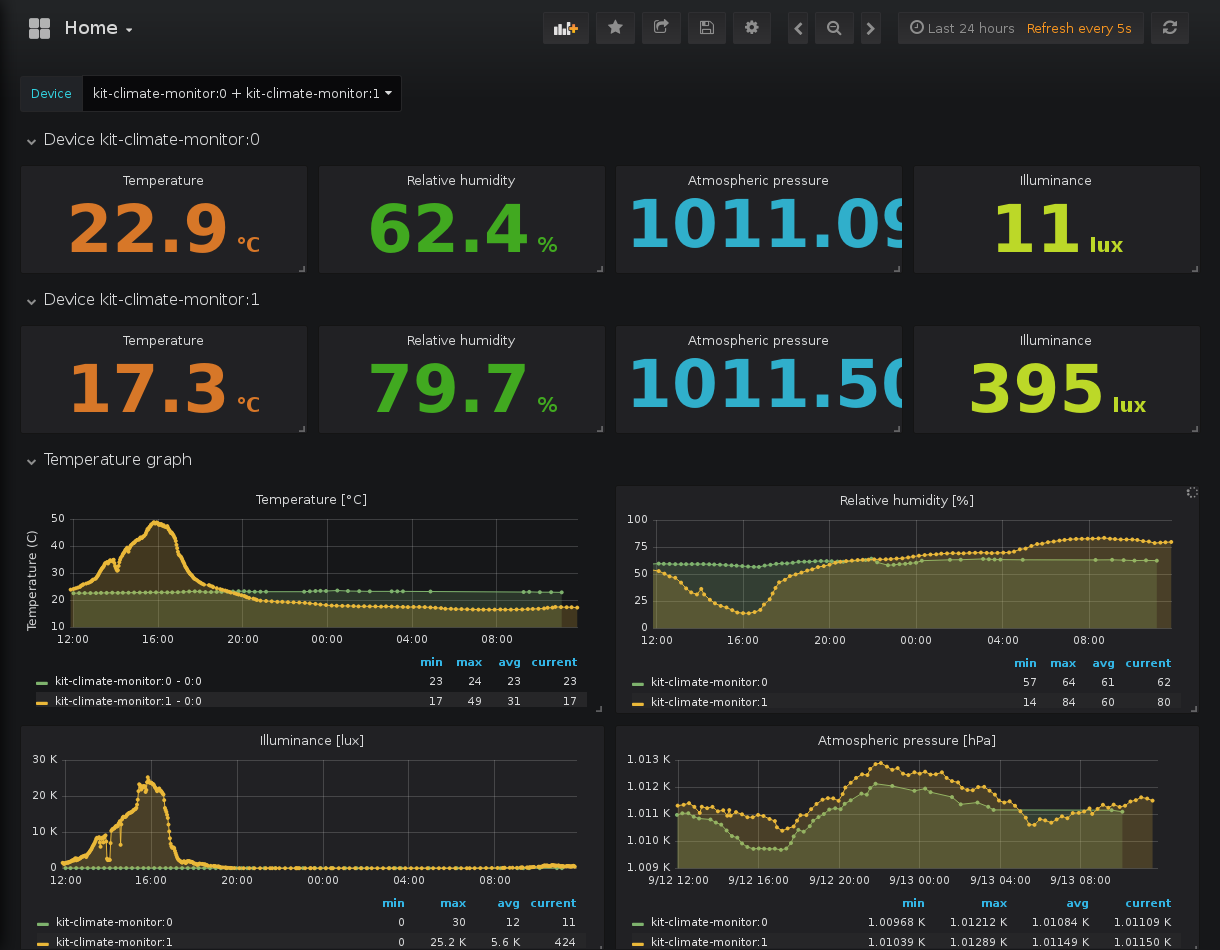 Home
Last 24 hours Refresh every 5s
Device kit-climate-monitor:0 + kit-climate-monitor:1
Device kit-climate-monitor:0
Temperature Relative humidity Atmospheric pressure Illuminance
22.9 °C 62.4 % 1011.09 11 lux
Device kit-climate-monitor:1
Temperature Relative humidity Atmospheric pressure Illuminance
17.3 °C 79.7 % 1011.50 395 lux
Temperature graph
Temperature [°C]
Temperature (C)
50
40
30
20
10
12:00 16:00 20:00 00:00 04:00 08:00
min max avg current
kit-climate-monitor:0 - 0:0 23 24 23 23
kit-climate-monitor:1 - 0:0 17 49 31 17
Relative humidity [%]
100
75
50
25
0
12:00 16:00 20:00 00:00 04:00 08:00
min max avg current
kit-climate-monitor:0 57 64 61 62
kit-climate-monitor:1 14 84 60 80
Illuminance [lux]
30 K
20 K
10 K
0
12:00 16:00 20:00 00:00 04:00 08:00
min max avg current
kit-climate-monitor:0 0 30 12 11
kit-climate-monitor:1 0 25.2 K 5.6 K 424
Atmospheric pressure [hPa]
1.013 K
1.012 K
1.011 K
1.010 K
1.009 K
9/12 12:00 9/12 16:00 9/12 20:00 9/13 00:00 9/13 04:00 9/13 08:00
min max avg current
kit-climate-monitor:0 1.00968 K 1.01212 K 1.01084 K 1.01109 K
kit-climate-monitor:1 1.01039 K 1.01289 K 1.01149 K 1.01150 K